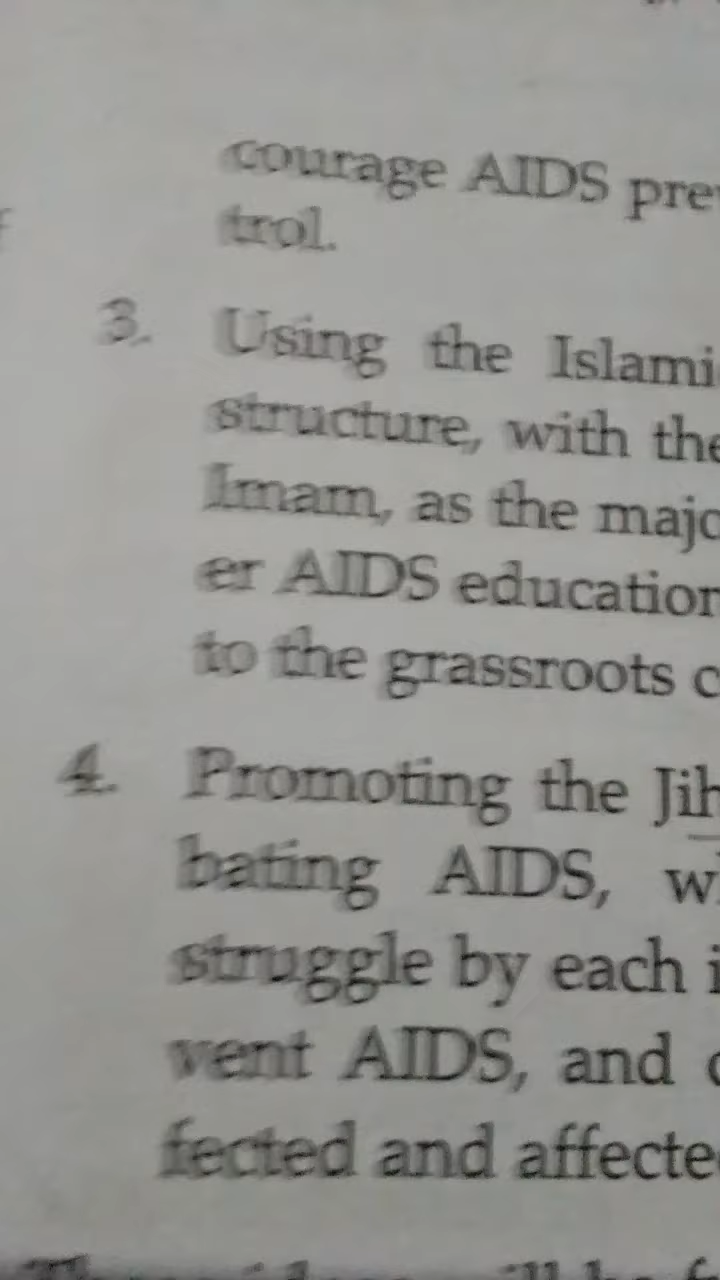 courage AIDS pre
trol.
3. Using the Islami
structure, with the
Imam, as the majo
er AIDS education
to the grassroots c
4. Promoting the Jih
bating AIDS, w
struggle by each i
vent AIDS, and
fected and affecte